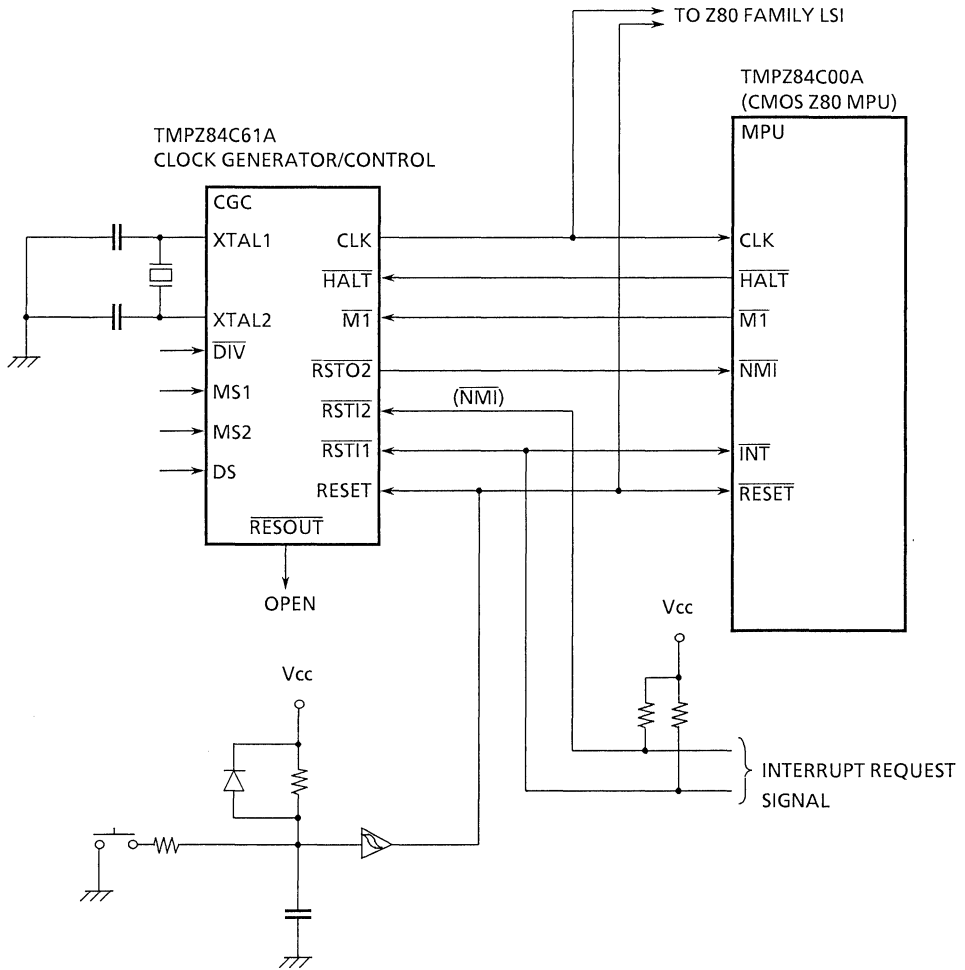 TO Z80 FAMILY LSI
TMPZ84C00A
(CMOS Z80 MPU)
MPU
TMPZ84C61A
CLOCK GENERATOR/CONTROL
CGC
XTAL1
CLK
CLK
HALT
HALT
XTAL2
M1
M1
DIV
RSTO2
NMI
MS1
(NMI)
RSTI2
MS2
RSTI1
INT
DS
RESET
RESET
RESOUT
OPEN
Vcc
Vcc
INTERRUPT REQUEST
SIGNAL